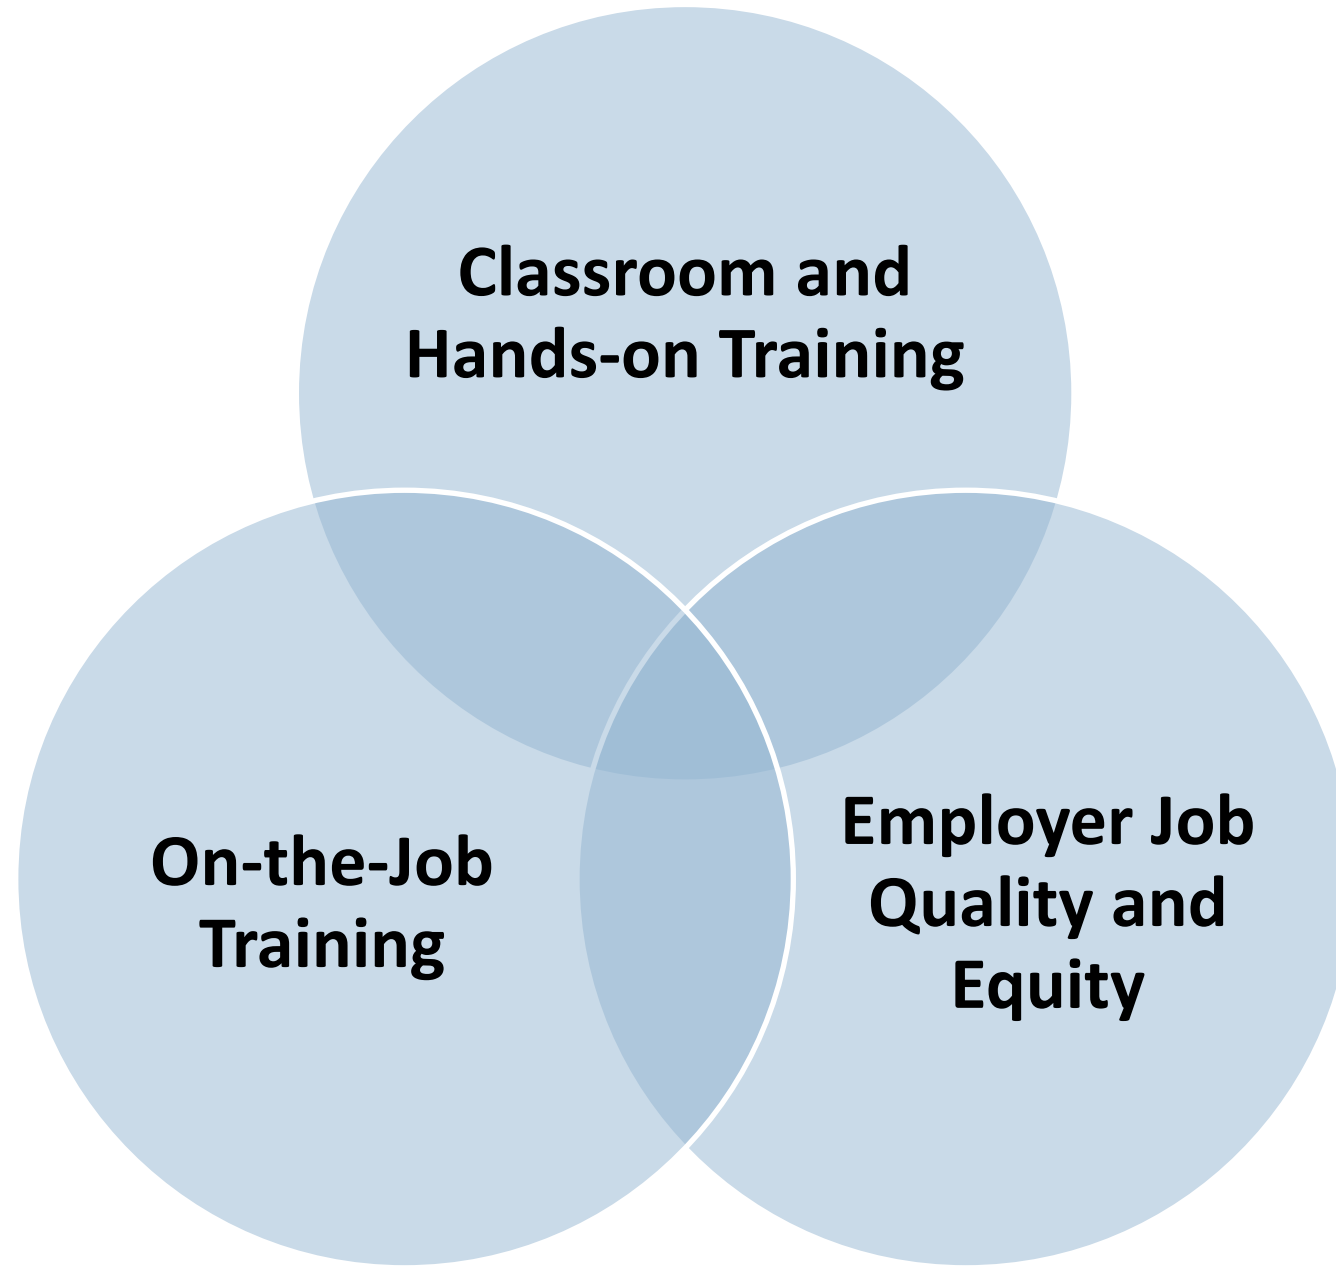 Classroom and
Hands-on Training
On-the-Job
Training
Employer Job
Quality and
Equity